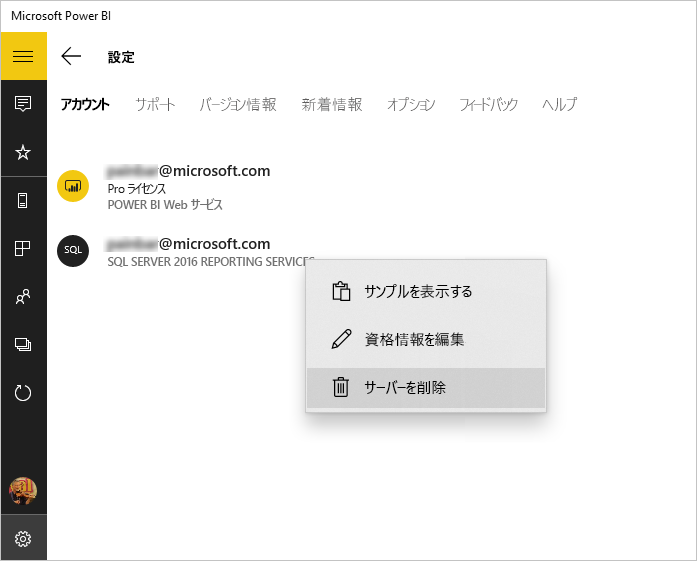 Microsoft Power BI
設定
アカウント サポート バージョン情報 新着情報 オプション フィードバック ヘルプ
@microsoft.com
Pro ライセンス
POWER BI Web サービス
SQL
@microsoft.com
SQL SERVER 2016 REPORTING SERVICES
サンプルを表示する
資格情報を編集
サーバーを削除